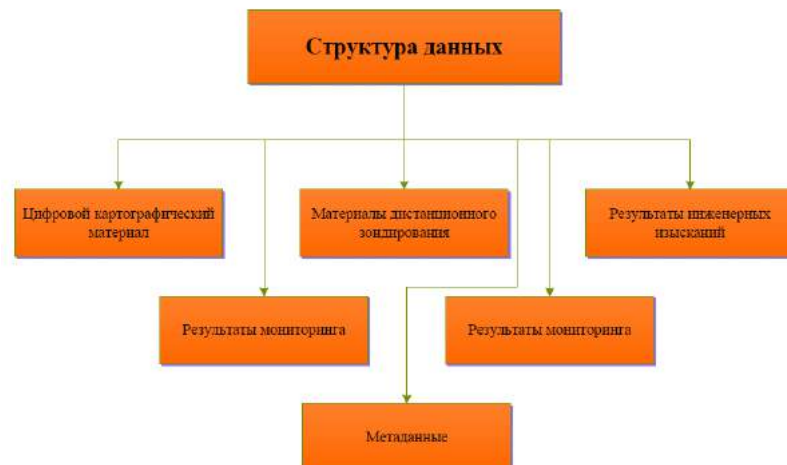 Структура данных
Цифровой картографический
материал
Материалы дистанционного
зондирования
Результаты инженерных
изысканий
Результаты мониторинга
Результаты мониторинга
Метаданные